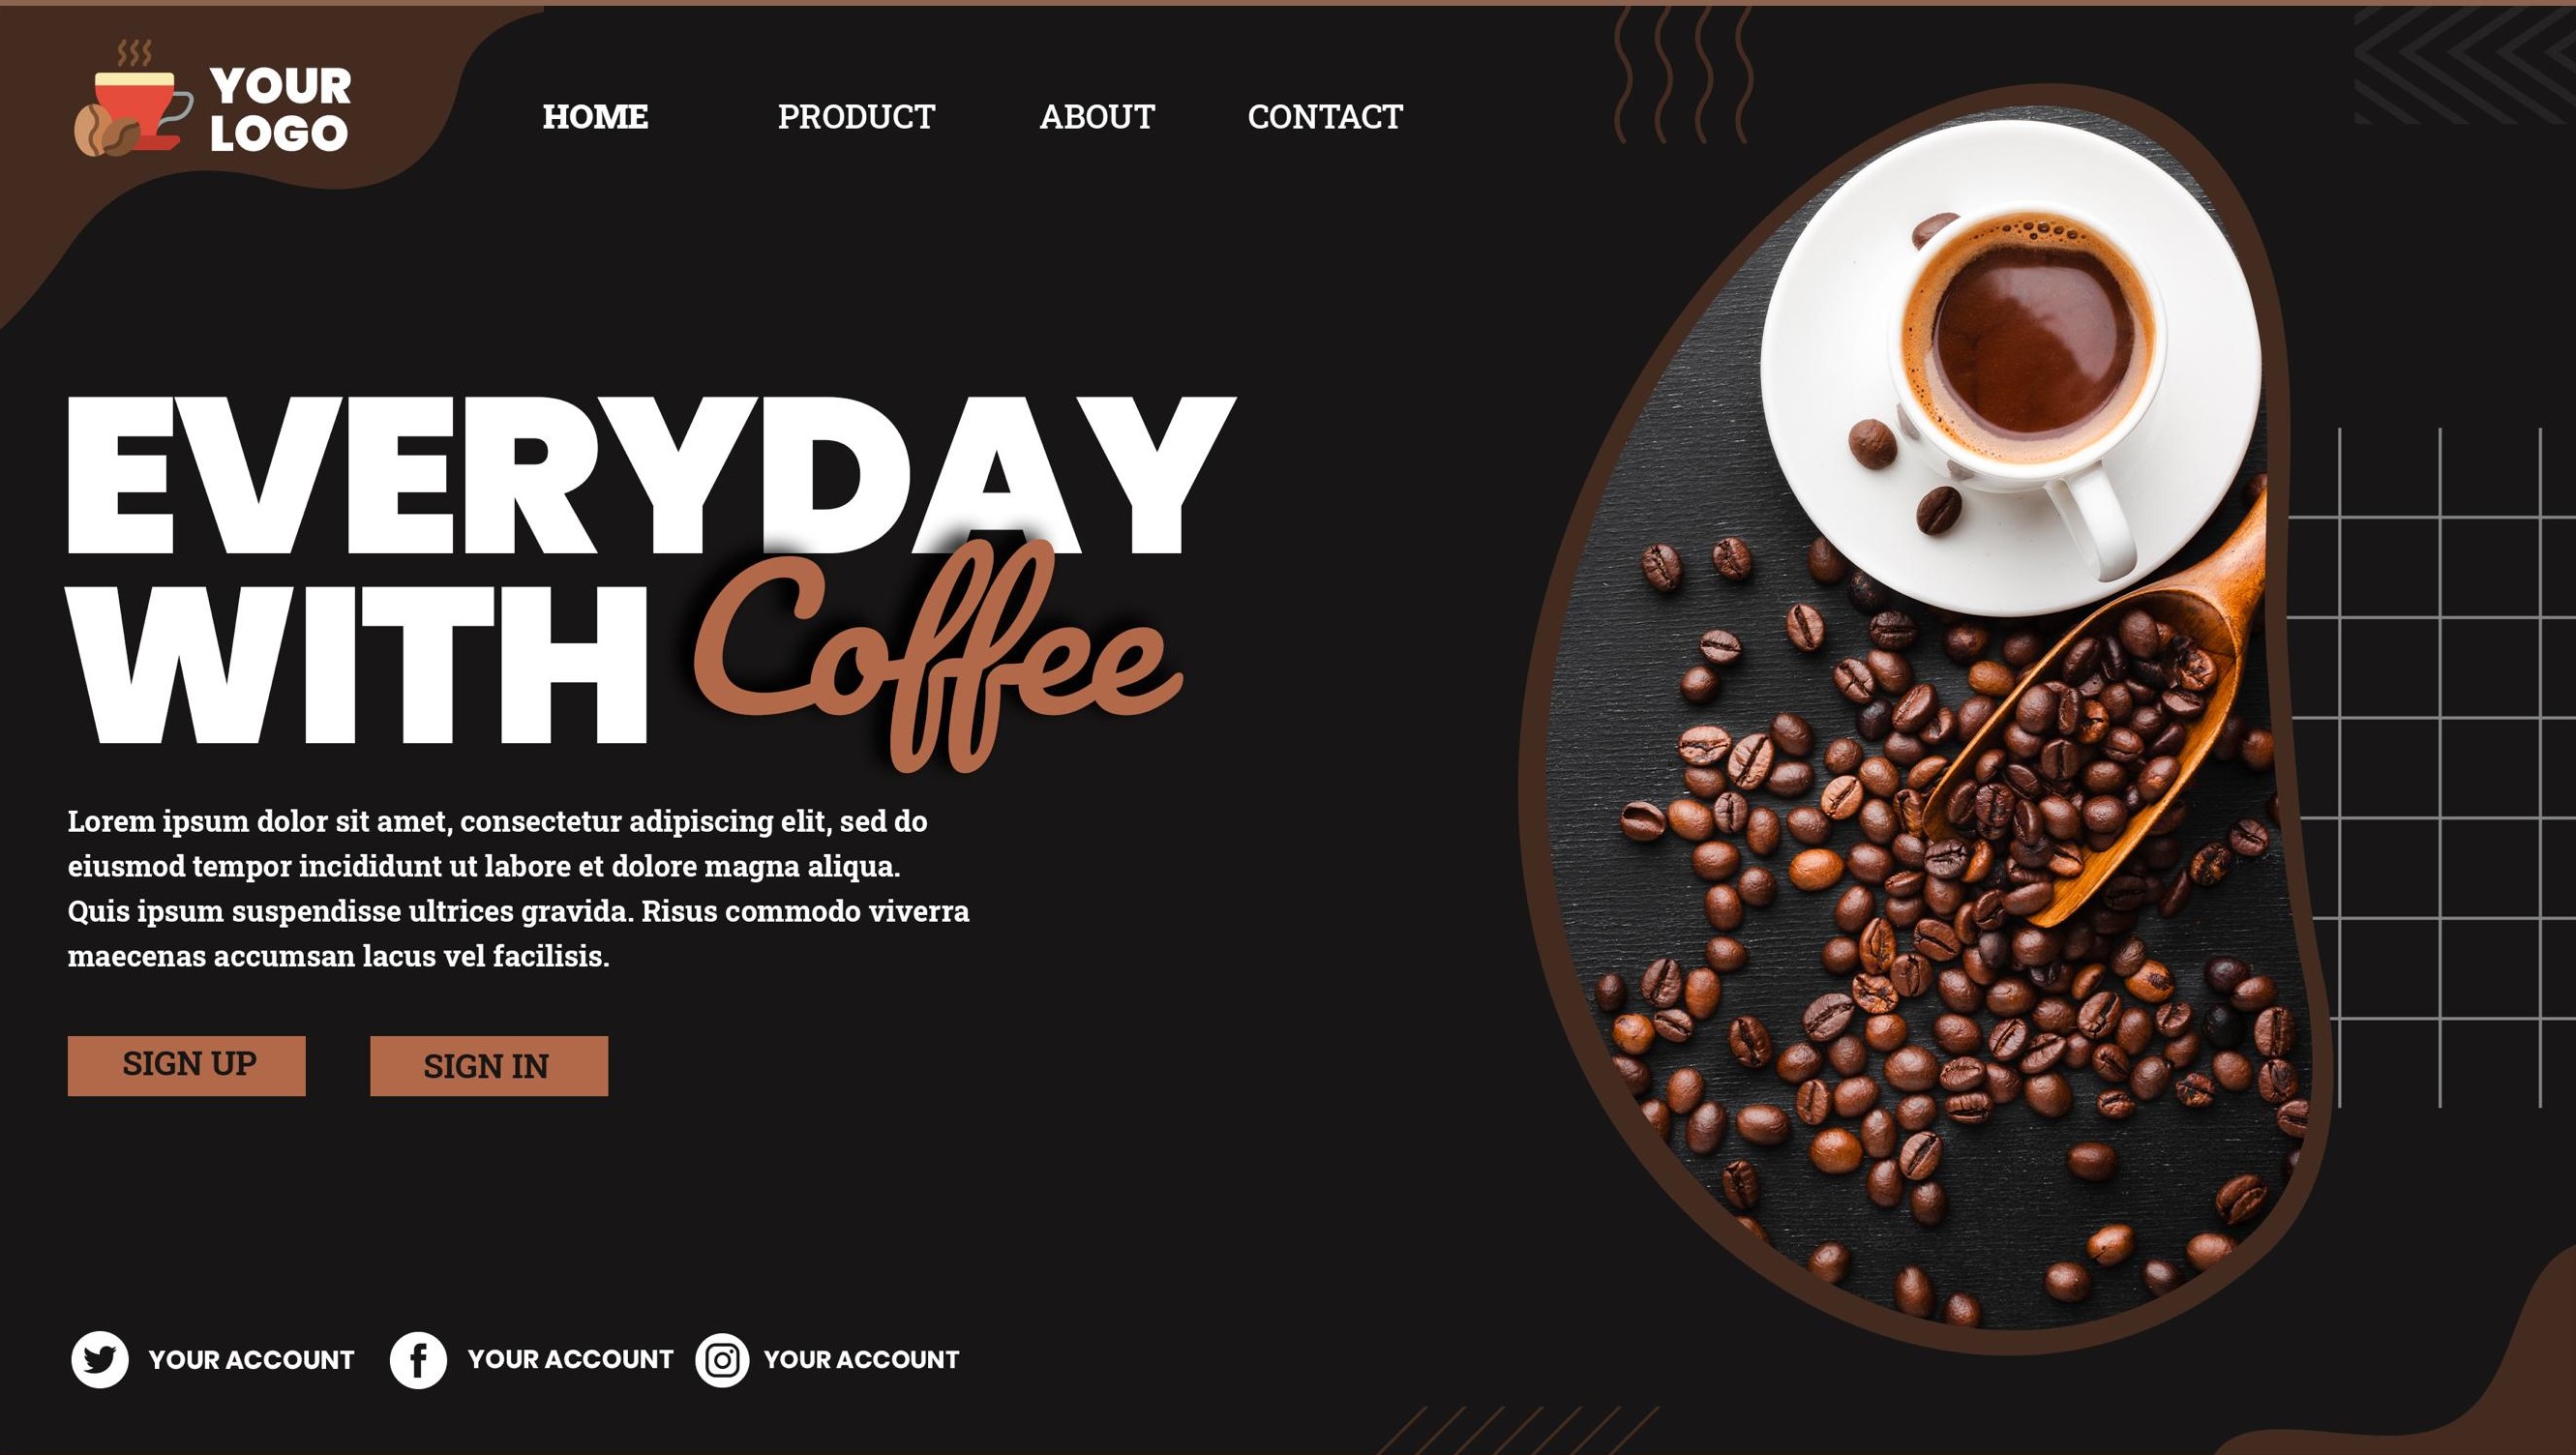 YOUR
LOGO
HOME PRODUCT ABOUT CONTACT
EVERYDAY
WITH Coffee
Lorem ipsum dolor sit amet, consectetur adipiscing elit, sed do
eiusmod tempor incididunt ut labore et dolore magna aliqua.
Quis ipsum suspendisse ultrices gravida. Risus commodo viverra
maecenas accumsan lacus vel facilisis.
SIGN UP SIGN IN
YOUR ACCOUNT YOUR ACCOUNT YOUR ACCOUNT